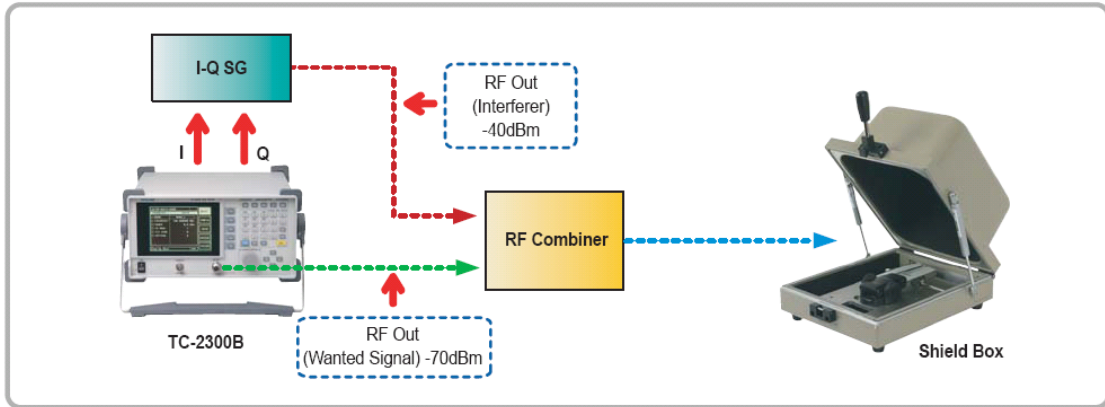 I-Q SG
RF Out
(Interferer)
-40dBm
I
Q
RF Combiner
TC-2300B
RF Out
(Wanted Signal) -70dBm
Shield Box